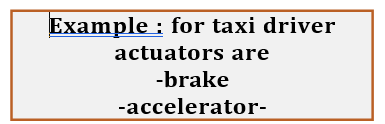 Example : for taxi driver
actuators are
-brake
-accelerator-